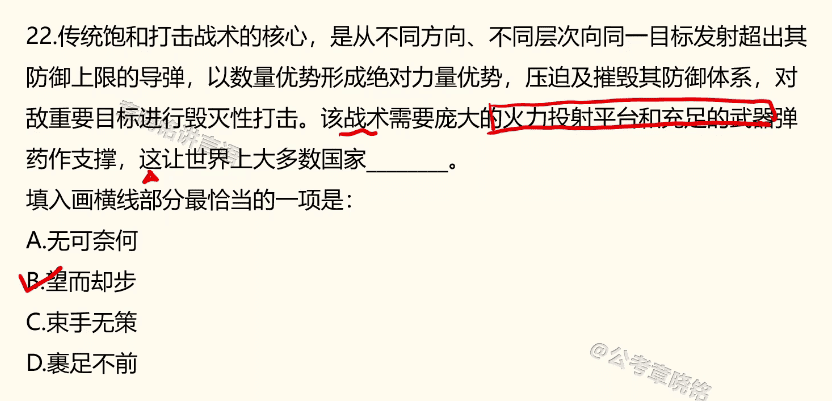 22.传统饱和打击战术的核心，是从不同方向、不同层次向同一目标发射超出其
防御上限的导弹，以数量优势形成绝对力量优势，压迫及摧毁其防御体系，对
敌重要目标进行毁灭性打击。该战术需要庞大的火力投射平台和充足的武器弹
药作支撑，这让世界上大多数国家________。
填入画横线部分最恰当的一项是：
A.无可奈何
B.望而却步
C.束手无策
D.裹足不前
@公考章晓铭